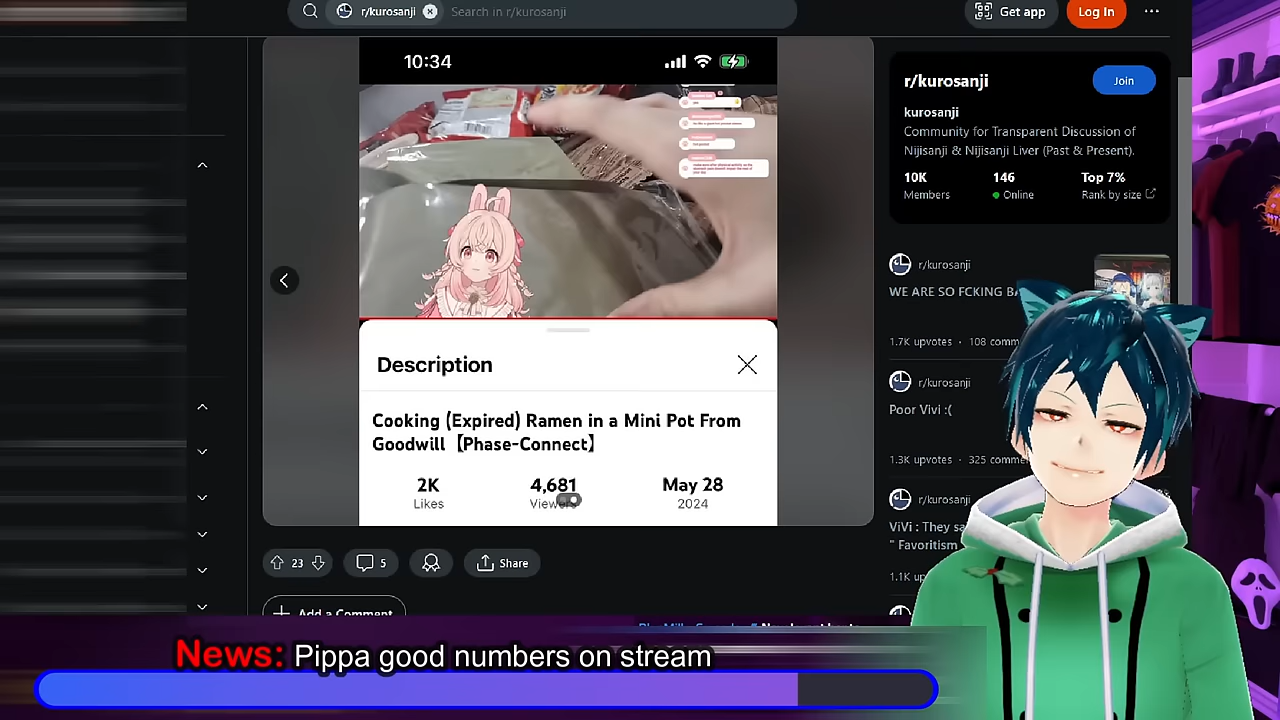 r/kurosanji
Search in r/kurosanji
Get app
Log In
10:34
r/kurosanji
Join
kurosanji
Community for Transparent Discussion of
Nijisanji & Nijisanji Liver (Past & Present).
10K
146
Top 7%
Members
Online
Rank by size
r/kurosanji
WE ARE SO FCKING
1.7K upvotes · 108
r/kurosanji
Poor Vivi :(
1.3K upvotes · 325
r/kurosanji
ViVi : They
" Favoritism
1.1K
Description
Cooking (Expired) Ramen in a Mini Pot From
Goodwill【Phase-Connect】
2K
4,681
May 28
Likes
2024
23
5
Share
Add a Comment
News: Pippa good numbers on stream